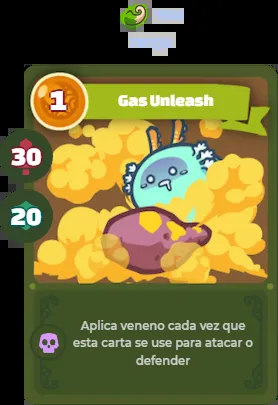 1
Gas Unleash
30
20
Aplica veneno cada vez que
esta carta se use para atacar o
defender